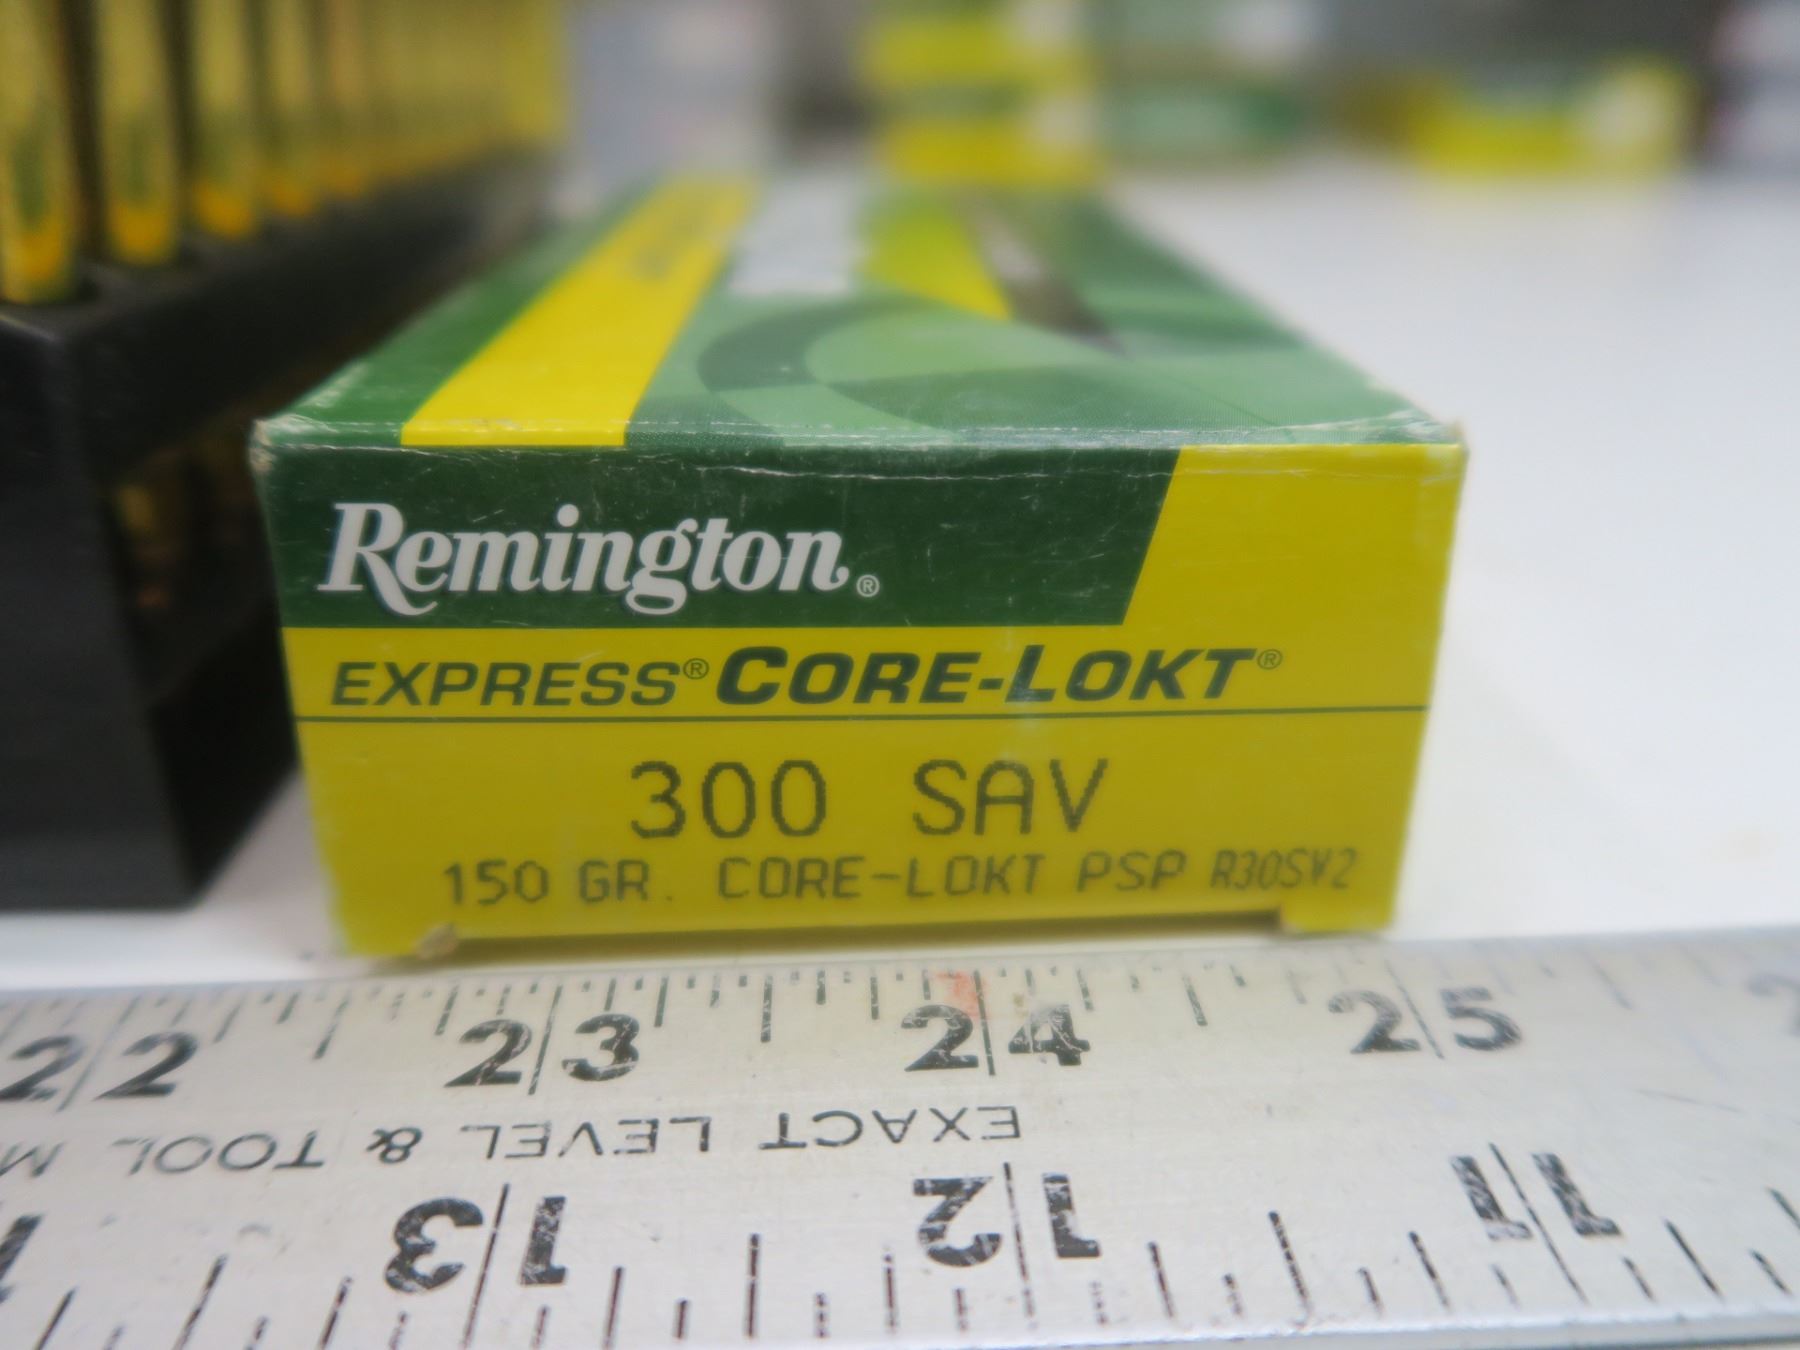 Remington®
EXPRESS® CORE-LOKT®
300 SAV
150 GR. CORE-LOKT PSP R30SV2
22 23 24 25
EXACT LEVEL & TOOL M
13 12 11